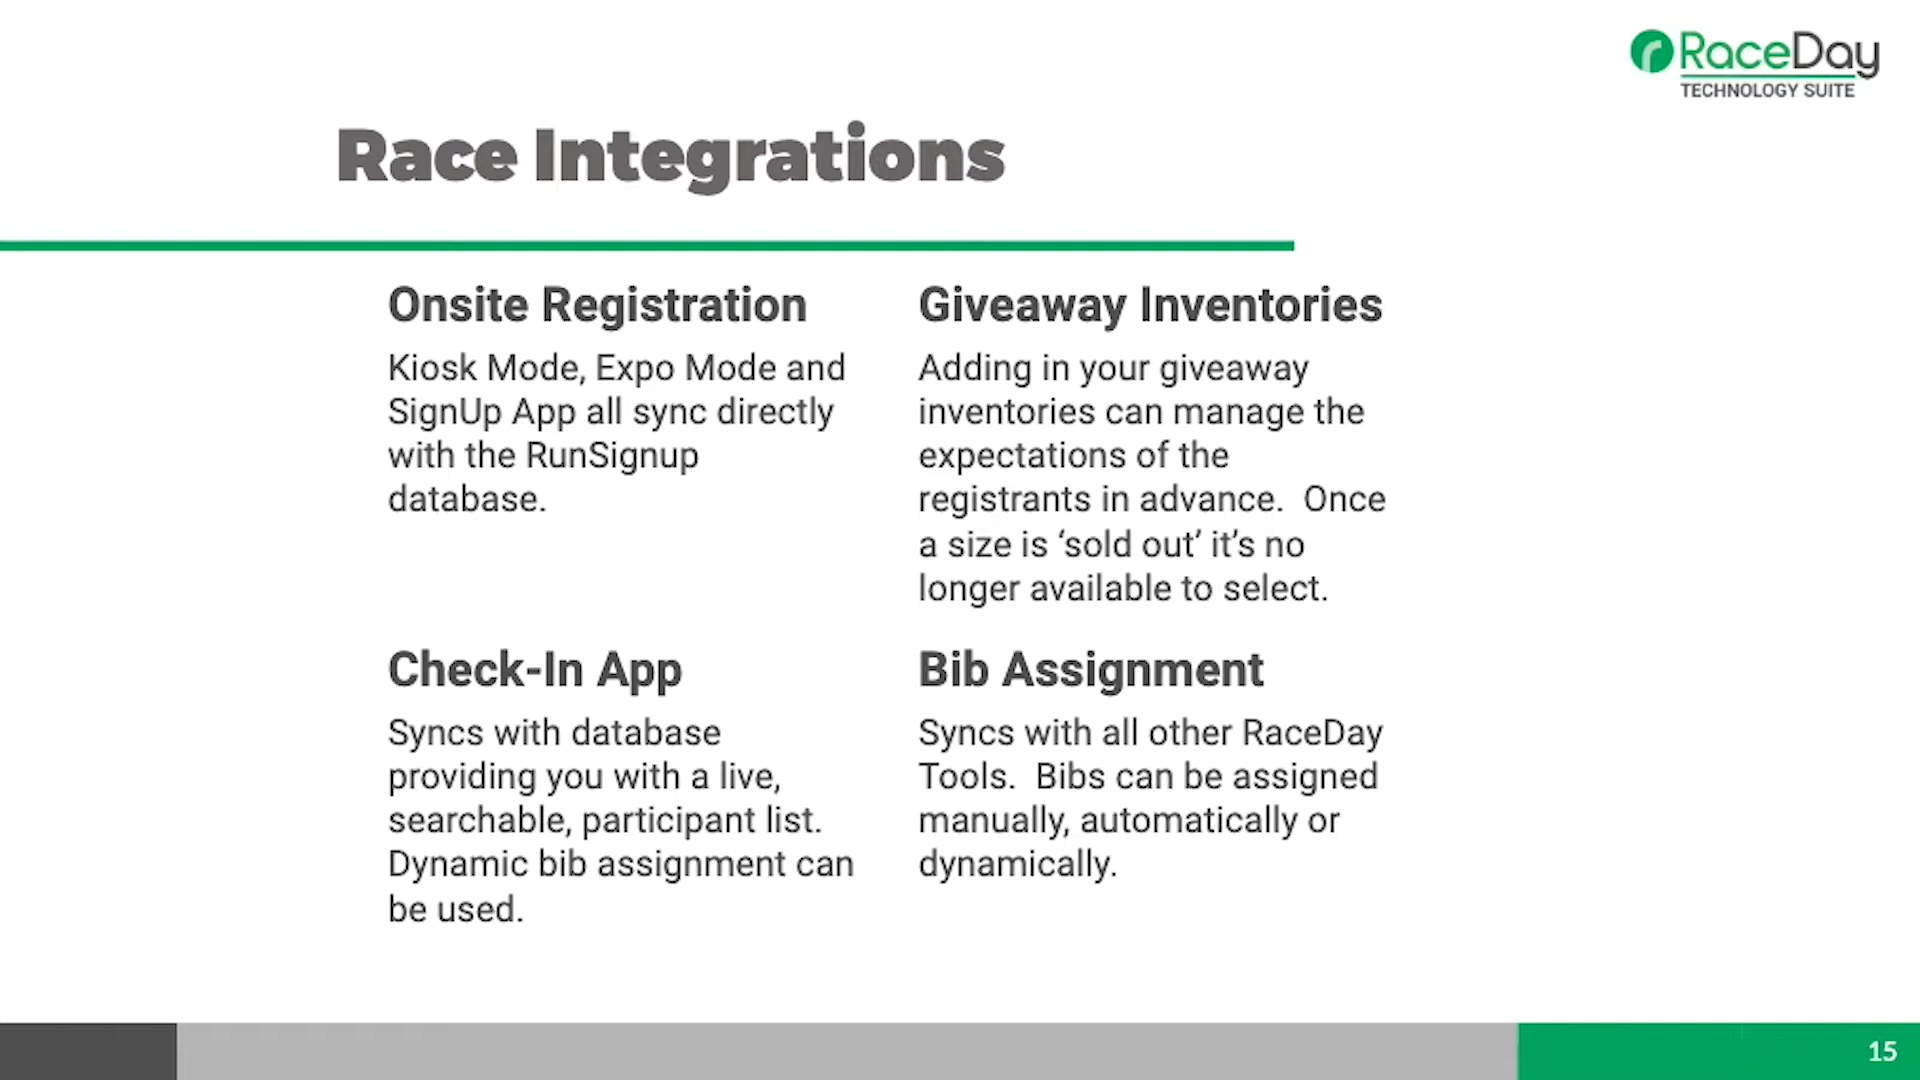 RaceDay
TECHNOLOGY SUITE
Race Integrations
Onsite Registration
Kiosk Mode, Expo Mode and
SignUp App all sync directly
with the RunSignup
database.
Giveaway Inventories
Adding in your giveaway
inventories can manage the
expectations of the
registrants in advance.  Once
a size is ‘sold out’ it’s no
longer available to select.
Check-In App
Syncs with database
providing you with a live,
searchable, participant list.
Dynamic bib assignment can
be used.
Bib Assignment
Syncs with all other RaceDay
Tools.  Bibs can be assigned
manually, automatically or
dynamically.
15